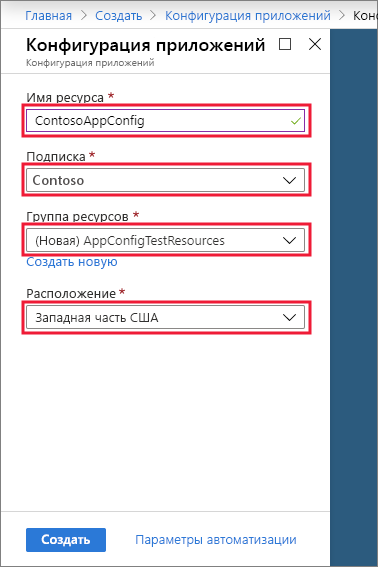 Главная > Создать > Конфигурация приложений > Кон
Конфигурация приложений
Конфигурация приложений
Имя ресурса *
ContosoAppConfig
Подписка *
Contoso
Группа ресурсов *
(Новая) AppConfigTestResources
Создать новую
Расположение *
Западная часть США
Создать Параметры автоматизации